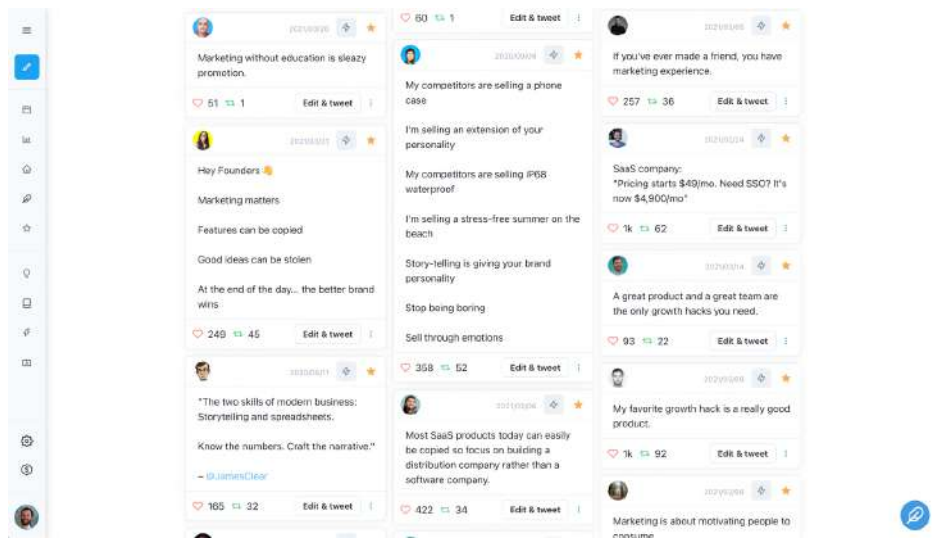 Marketing without education is sleazy
promotion.
51 1 Edit & tweet
Hey Founders 👋
Marketing matters
Features can be copied
Good ideas can be stolen
At the end of the day... the better brand
wins
249 45 Edit & tweet
"The two skills of modern business:
Storytelling and spreadsheets.
Know the numbers. Craft the narrative."
– @JamesClear
165 32 Edit & tweet
60 1 Edit & tweet
My competitors are selling a phone
case
I'm selling an extension of your
personality
My competitors are selling IP68
waterproof
I'm selling a stress-free summer on the
beach
Story-telling is giving your brand
personality
Stop being boring
Sell through emotions
358 52 Edit & tweet
Most SaaS products today can easily
be copied so focus on building a
distribution company rather than a
software company.
422 34 Edit & tweet
If you've ever made a friend, you have
marketing experience.
257 36 Edit & tweet
SaaS company:
"Pricing starts $49/mo. Need SSO? It's
now $4,900/mo"
1k 62 Edit & tweet
A great product and a great team are
the only growth hacks you need.
93 22 Edit & tweet
My favorite growth hack is a really good
product.
1k 92 Edit & tweet
Marketing is about motivating people to
consume